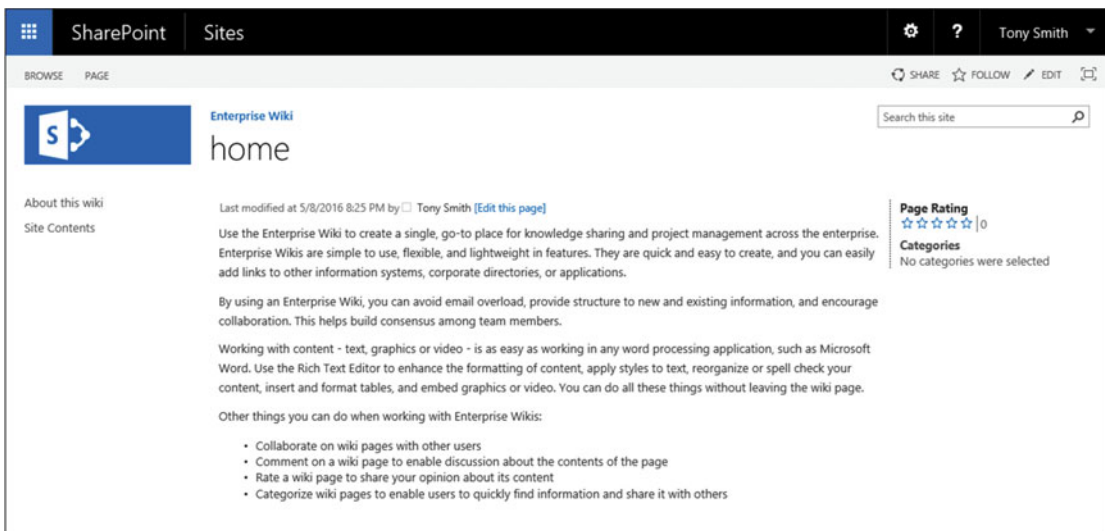 SharePoint Sites ? Tony Smith
BROWSE PAGE SHARE FOLLOW EDIT
S
Enterprise Wiki
Search this site
home
About this wiki
Site Contents
Last modified at 5/8/2016 8:25 PM by Tony Smith [Edit this page]
Use the Enterprise Wiki to create a single, go-to place for knowledge sharing and project management across the enterprise.
Enterprise Wikis are simple to use, flexible, and lightweight in features. They are quick and easy to create, and you can easily
add links to other information systems, corporate directories, or applications.
By using an Enterprise Wiki, you can avoid email overload, provide structure to new and existing information, and encourage
collaboration. This helps build consensus among team members.
Working with content - text, graphics or video - is as easy as working in any word processing application, such as Microsoft
Word. Use the Rich Text Editor to enhance the formatting of content, apply styles to text, reorganize or spell check your
content, insert and format tables, and embed graphics or video. You can do all these things without leaving the wiki page.
Other things you can do when working with Enterprise Wikis:
• Collaborate on wiki pages with other users
• Comment on a wiki page to enable discussion about the contents of the page
• Rate a wiki page to share your opinion about its content
• Categorize wiki pages to enable users to quickly find information and share it with others
Page Rating
0
Categories
No categories were selected